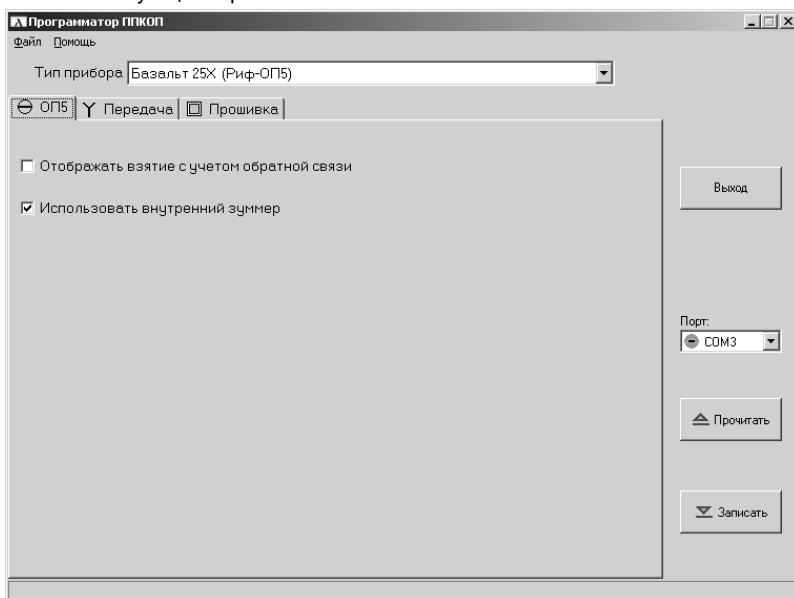 Программатор ППКОП
Файл Помощь
Тип прибора Базальт 25Х (Риф-ОП5)
ОП5 Передача Прошивка
Отображать взятие с учетом обратной связи
Выход
Использовать внутренний зуммер
Порт:
COM3
Прочитать
Записать